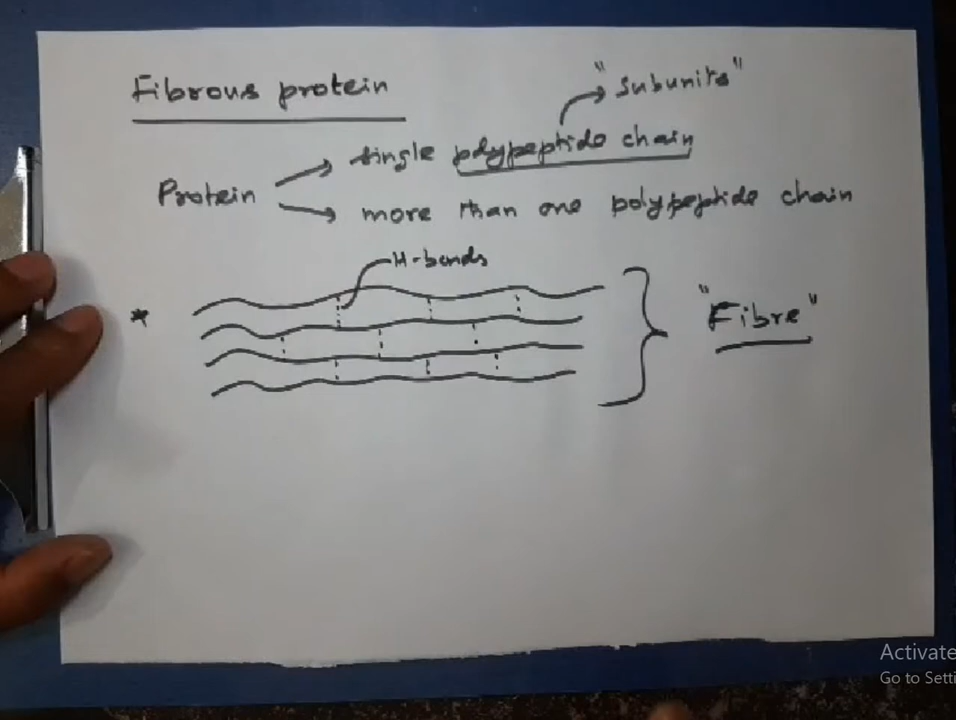 Fibrous protein
"subunits"
single polypeptide chain
Protein
more than one polypeptide chain
H-bonds
*
"Fibre"
Activate
Go to Setti